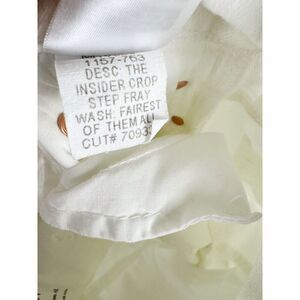 1157-763
DESC: THE
INSIDER CROP
STEP FRAY
WASH: FAIREST
OF THEM ALL
CUT# 7093